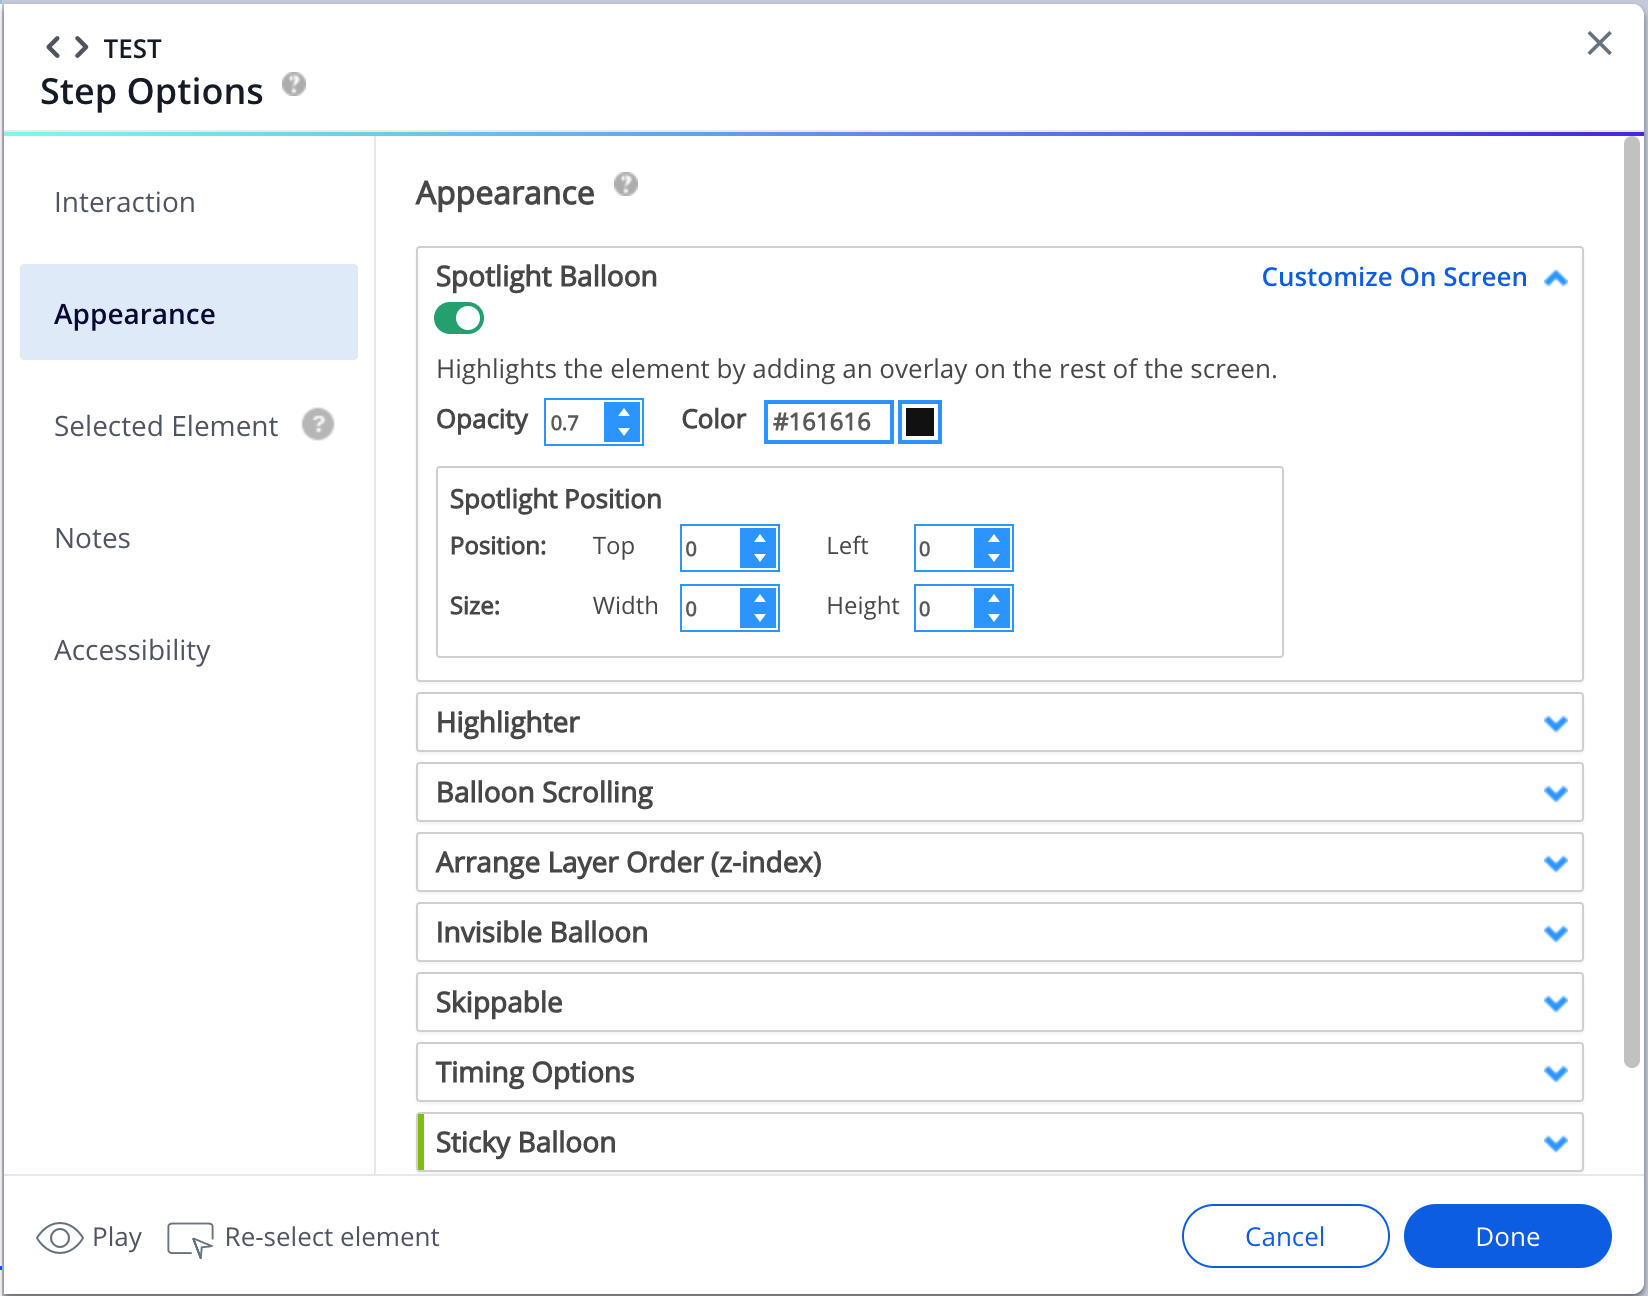 TEST
Step Options ?
Interaction
Appearance
Selected Element ?
Notes
Accessibility
Appearance ?
Spotlight Balloon
Customize On Screen
Highlights the element by adding an overlay on the rest of the screen.
Opacity 0.7 Color #161616
Spotlight Position
Position: Top 0 Left 0
Size: Width 0 Height 0
Highlighter
Balloon Scrolling
Arrange Layer Order (z-index)
Invisible Balloon
Skippable
Timing Options
Sticky Balloon
Play Re-select element
Cancel Done